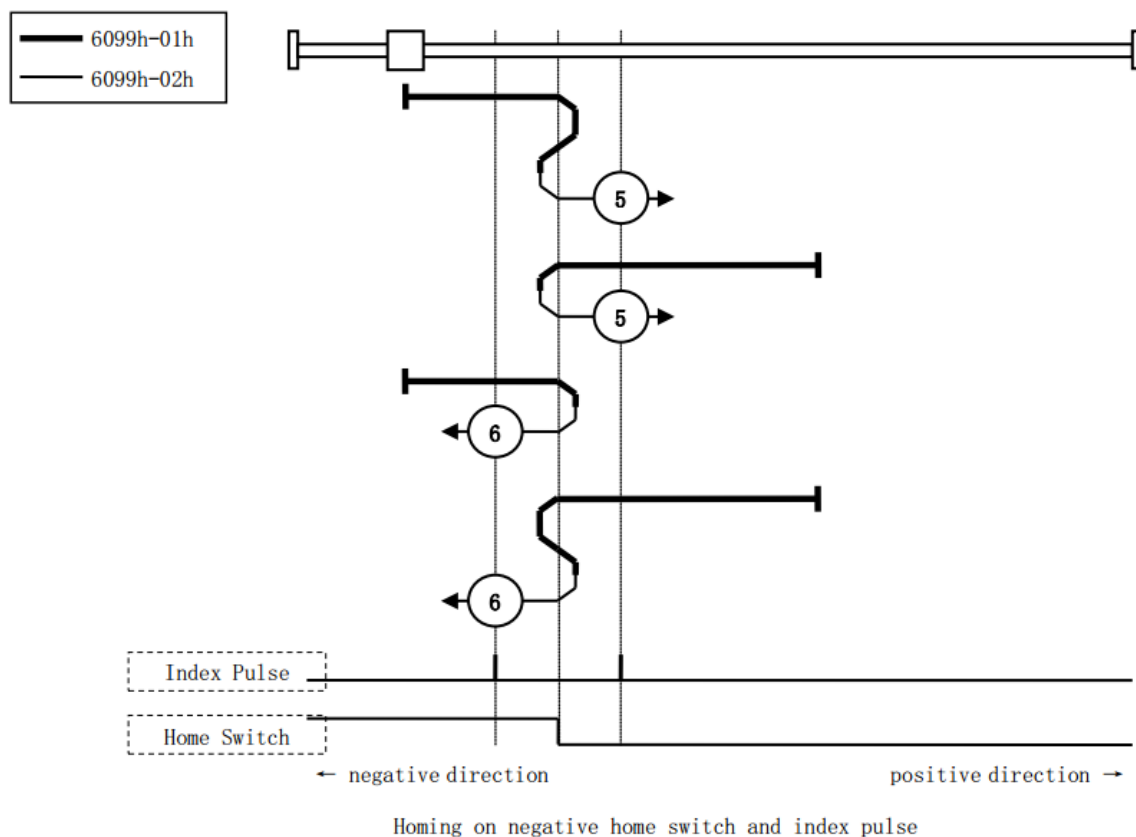 6099h-01h
6099h-02h
5
5
6
6
Index Pulse
Home Switch
← negative direction
positive direction →
Homing on negative home switch and index pulse